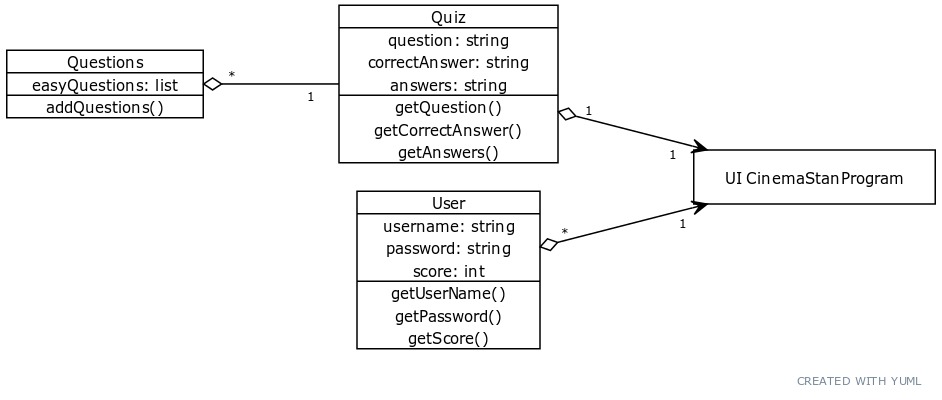 Questions
easyQuestions: list
addQuestions()
*
1
Quiz
question: string
correctAnswer: string
answers: string
getQuestion()
getCorrectAnswer()
getAnswers()
1
1
UI CinemaStanProgram
User
username: string
password: string
score: int
getUserName()
getPassword()
getScore()
*
1
CREATED WITH YUML